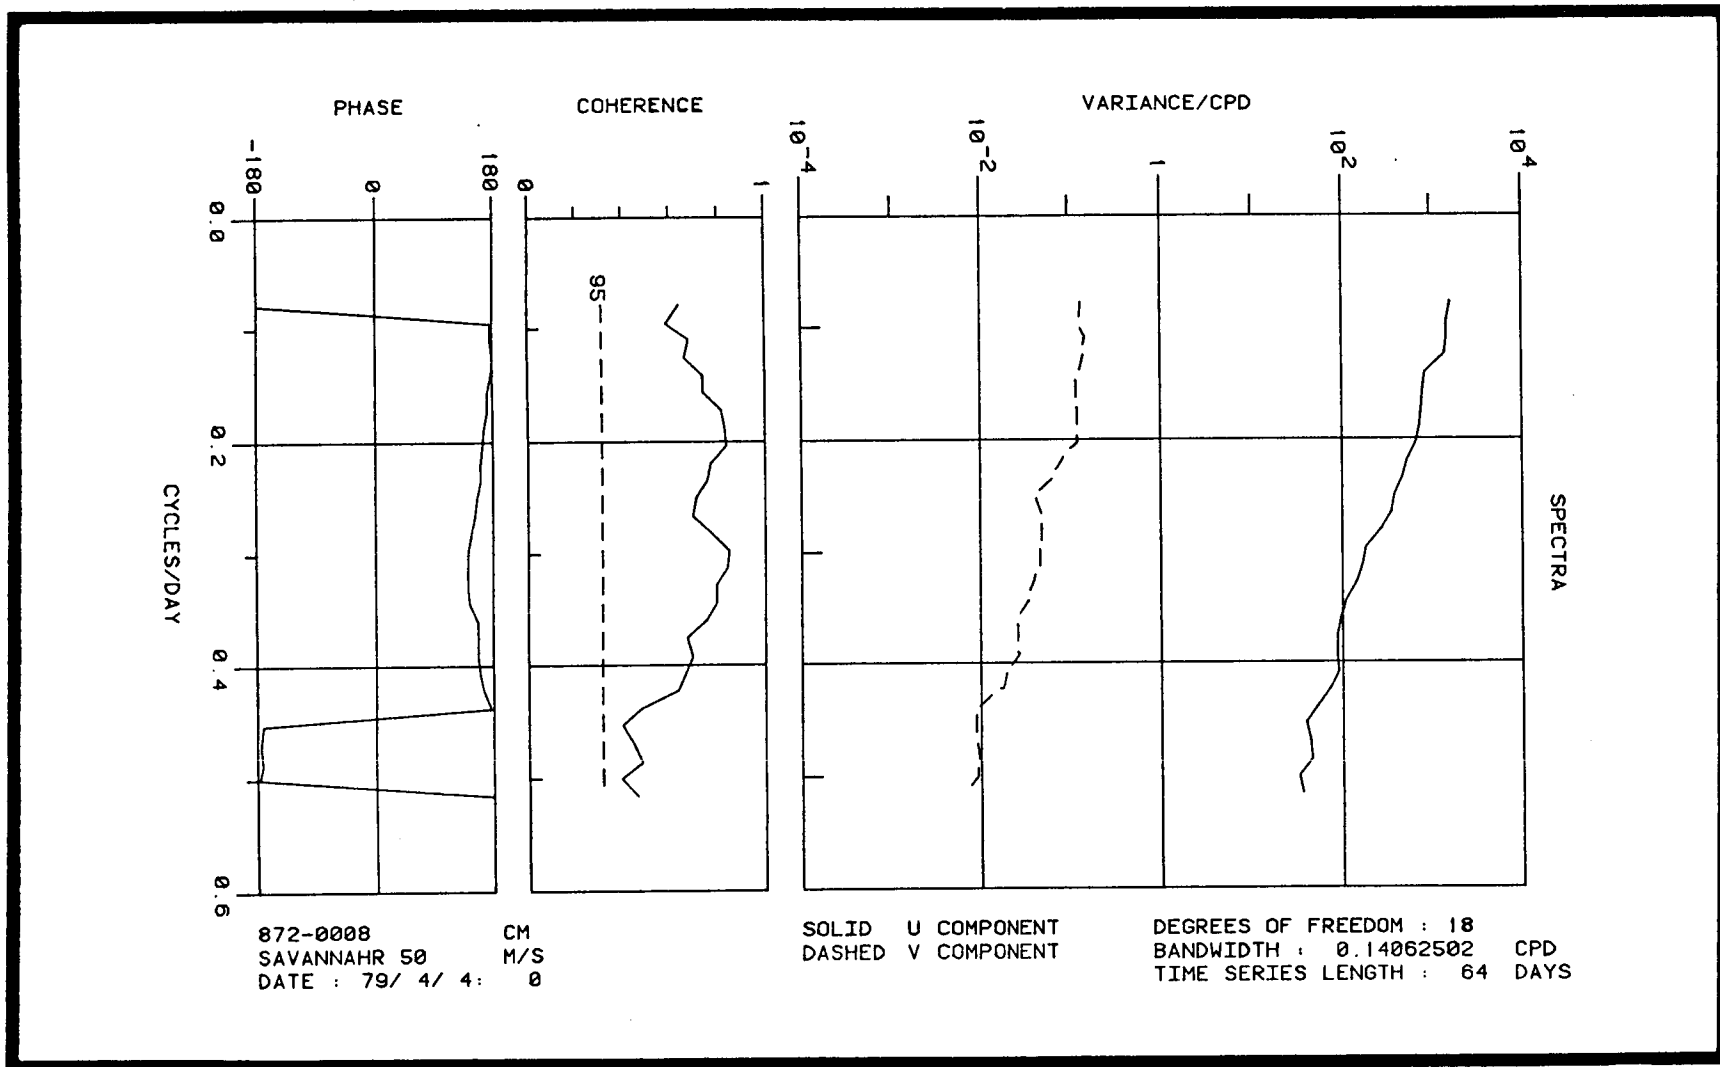 PHASE
COHERENCE
VARIANCE/CPD
-180
0
180
0
1
10-4
10-2
1
102
104
0.0
0.2
0.4
0.6
95
CYCLES/DAY
SPECTRA
872-0008 CM
SAVANNAHR 50 M/S
DATE : 79/ 4/ 4: 0
SOLID U COMPONENT
DASHED V COMPONENT
DEGREES OF FREEDOM : 18
BANDWIDTH : 0.14062502 CPD
TIME SERIES LENGTH : 64 DAYS